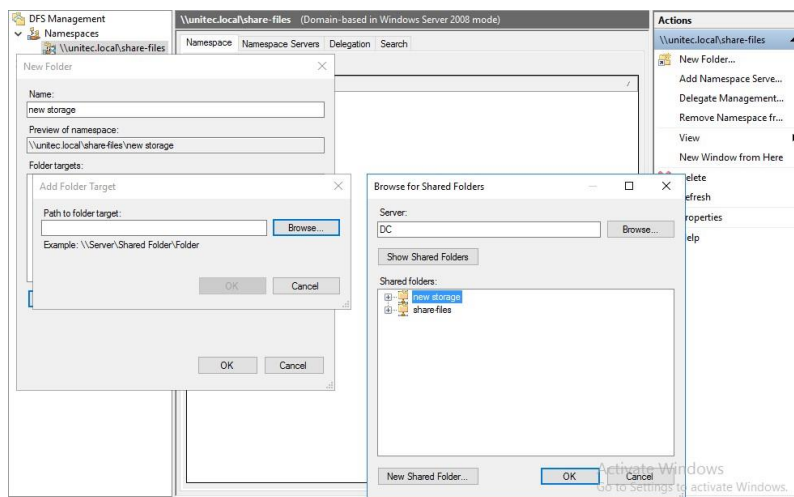 DFS Management
Namespaces
\\unitec.local\share-files
\\unitec.local\share-files (Domain-based in Windows Server 2008 mode)
Namespace Namespace Servers Delegation Search
New Folder
Name:
new storage
Preview of namespace:
\\unitec.local\share-files\new storage
Folder targets:
Add Folder Target
Path to folder target:
Browse...
Example: \\Server\Shared Folder\Folder
OK Cancel
OK Cancel
Browse for Shared Folders
Server:
DC
Browse...
Show Shared Folders
Shared folders:
new storage
share-files
New Shared Folder...
OK Cancel
Actions
\\unitec.local\share-files
New Folder...
Add Namespace Serve...
Delegate Management...
Remove Namespace fr...
View
New Window from Here
elete
efresh
roperties
elp
Activate Windows
Go to Settings to activate Windows.